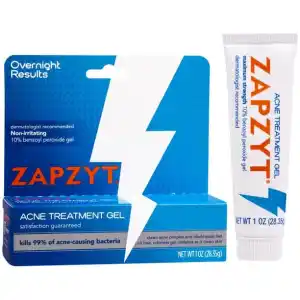 Overnight
Results
dermatologist recommended
Non-irritating
10% benzoyl peroxide gel
ZAPZYT
ACNE TREATMENT GEL
satisfaction guaranteed
kills 99% of acne-causing bacteria
NET WT 1 OZ (28.35g)
ACNE TREATMENT GEL
ZAPZYT
maximum strength 10% benzoyl peroxide gel
dermatologist recommended
NET WT 1 OZ (28.35g)